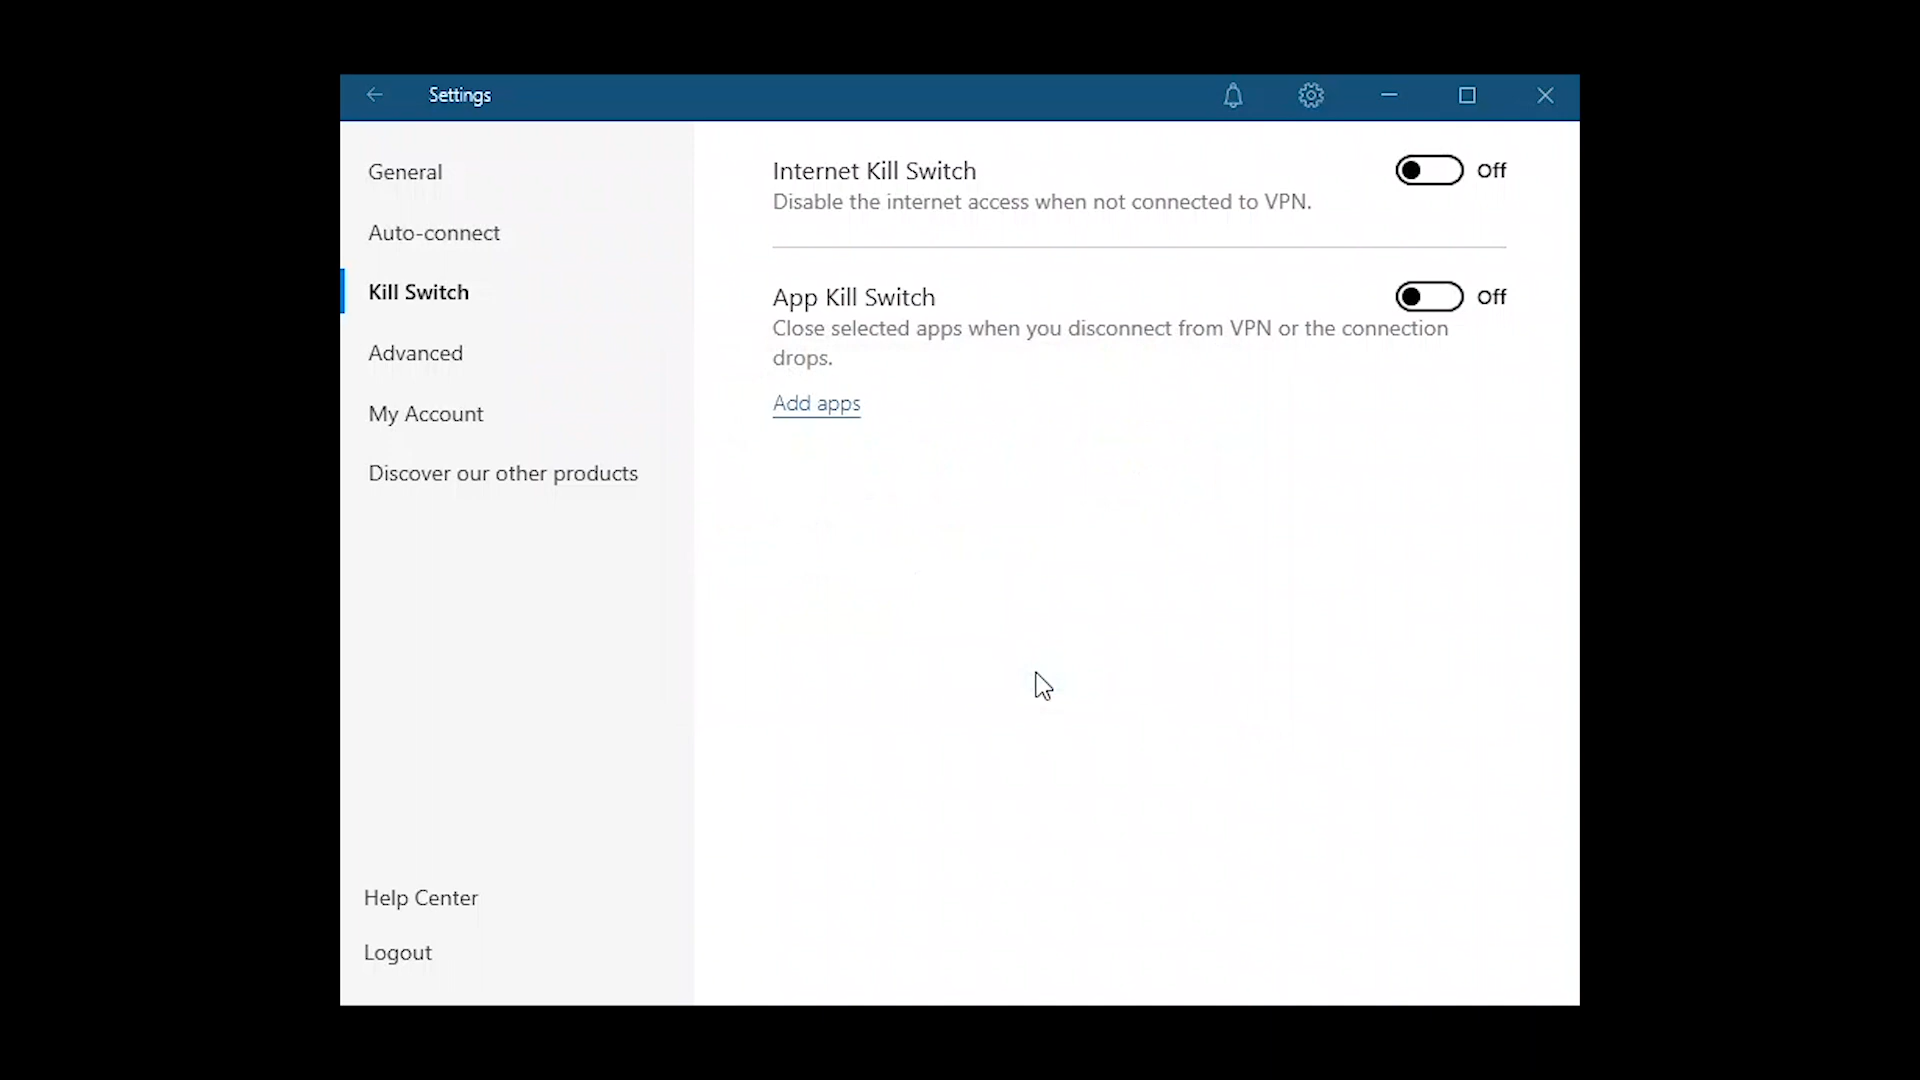 Settings
General
Auto-connect
Kill Switch
Advanced
My Account
Discover our other products
Help Center
Logout
Internet Kill Switch
Off
Disable the internet access when not connected to VPN.
App Kill Switch
Off
Close selected apps when you disconnect from VPN or the connection
drops.
Add apps